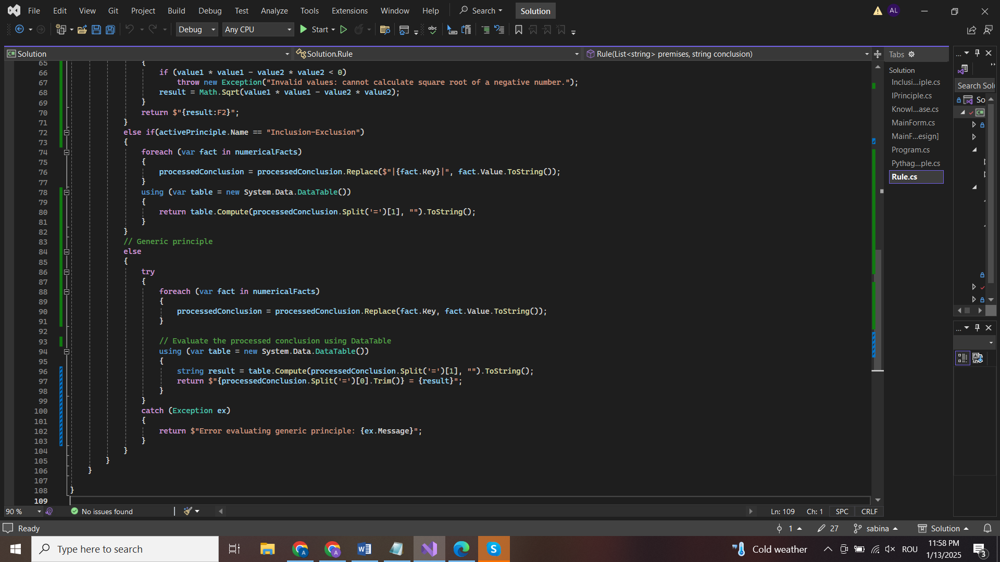 File Edit View Git Project Build Debug Test Analyze Tools Extensions Window Help Search Solution AL
Debug Any CPU Start abc
C# Solution Solution.Rule Rule(List<string> premises, string conclusion) Tabs
65 {
66 if (value1 * value1 - value2 * value2 < 0)
67 throw new Exception("Invalid values: cannot calculate square root of a negative number.");
68 result = Math.Sqrt(value1 * value1 - value2 * value2);
69 }
70 return $"{result:F2}";
71 }
72 else if(activePrinciple.Name == "Inclusion-Exclusion")
73 {
74 foreach (var fact in numericalFacts)
75 {
76 processedConclusion = processedConclusion.Replace($"|{fact.Key}|", fact.Value.ToString());
77 }
78 using (var table = new System.Data.DataTable())
79 {
80 return table.Compute(processedConclusion.Split('=')[1], "").ToString();
81 }
82 }
83 // Generic principle
84 else
85 {
86 try
87 {
88 foreach (var fact in numericalFacts)
89 {
90 processedConclusion = processedConclusion.Replace(fact.Key, fact.Value.ToString());
91 }
92
93 // Evaluate the processed conclusion using DataTable
94 using (var table = new System.Data.DataTable())
95 {
96 string result = table.Compute(processedConclusion.Split('=')[1], "").ToString();
97 return $"{processedConclusion.Split('=')[0].Trim()} = {result}";
98 }
99 }
100 catch (Exception ex)
101 {
102 return $"Error evaluating generic principle: {ex.Message}";
103 }
104 }
105 }
106 }
107
108 }
109
Solution
Inclusi...iple.cs
IPrinciple.cs
Knowl...ase.cs
MainForm.cs
MainF...esign]
Program.cs
Pythag...ple.cs
Rule.cs
...
Search Solu
So
C#
...
90 % No issues found Ln: 109 Ch: 1 SPC CRLF
Ready 1 27 sabina Solution
Type here to search Cold weather ROU 11:58 PM
1/13/2025
3